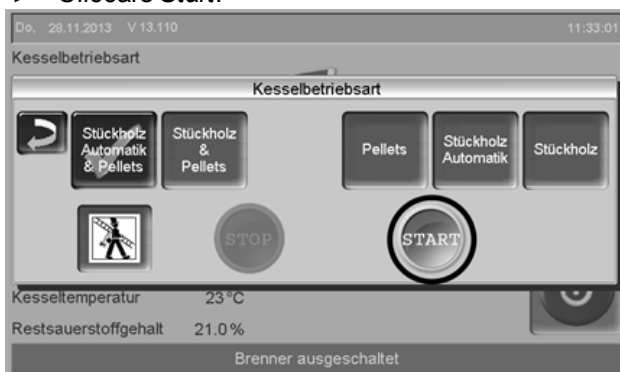 Do, 28.11.2013 V 13.110 11:33:01
Kesselbetriebsart
Kesselbetriebsart
Stückholz Automatik & Pellets
Stückholz & Pellets
Pellets
Stückholz Automatik
Stückholz
STOP
START
Kesseltemperatur 23°C
Restsauerstoffgehalt 21.0%
Brenner ausgeschaltet